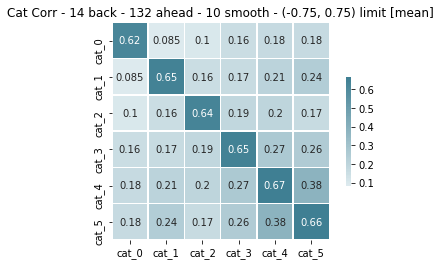 Cat Corr - 14 back - 132 ahead - 10 smooth - (-0.75, 0.75) limit [mean]
cat_0 0.62 0.085 0.1 0.16 0.18 0.18
cat_1 0.085 0.65 0.16 0.17 0.21 0.24
cat_2 0.1 0.16 0.64 0.19 0.2 0.17
cat_3 0.16 0.17 0.19 0.65 0.27 0.26
cat_4 0.18 0.21 0.2 0.27 0.67 0.38
cat_5 0.18 0.24 0.17 0.26 0.38 0.66
cat_0 cat_1 cat_2 cat_3 cat_4 cat_5
0.6
0.5
0.4
0.3
0.2
0.1